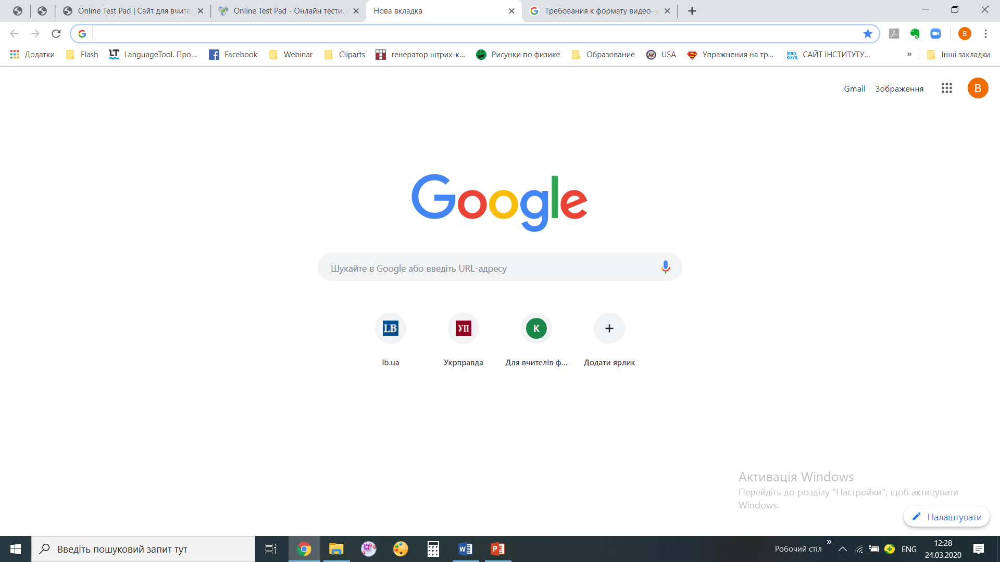 Online Test Pad | Сайт для вчите
Online Test Pad - Онлайн тести,
Нова вкладка
Требования к формату видео-
Додатки
Flash
LanguageTool. Про...
Facebook
Webinar
Cliparts
генератор штрих-к...
Рисунки по физике
Образование
USA
Упражнения на тр...
САЙТ ІНСТИТУТУ...
»
Інші закладки
B
Gmail
Зображення
B
Google
Шукайте в Google або введіть URL-адресу
LB
УП
К
lb.ua
Укрправда
Для вчителів ф...
Додати ярлик
Активація Windows
Перейдіть до розділу "Настройки", щоб активувати
Windows.
Налаштувати
Введіть пошуковий запит тут
Робочий стіл
»
ENG
12:28
24.03.2020